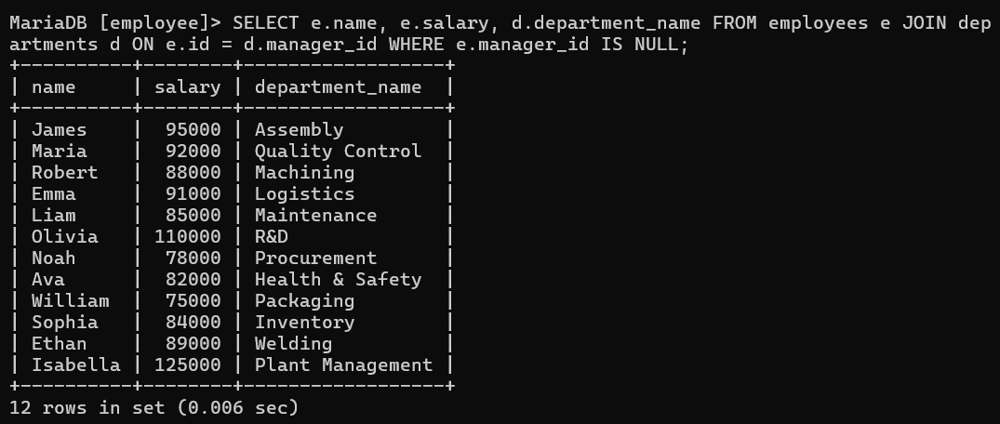 MariaDB [employee]> SELECT e.name, e.salary, d.department_name FROM employees e JOIN dep
artments d ON e.id = d.manager_id WHERE e.manager_id IS NULL;
+----------+--------+------------------+
| name     | salary | department_name  |
+----------+--------+------------------+
| James    |  95000 | Assembly         |
| Maria    |  92000 | Quality Control  |
| Robert   |  88000 | Machining        |
| Emma     |  91000 | Logistics        |
| Liam     |  85000 | Maintenance      |
| Olivia   | 110000 | R&D              |
| Noah     |  78000 | Procurement      |
| Ava      |  82000 | Health & Safety  |
| William  |  75000 | Packaging        |
| Sophia   |  84000 | Inventory        |
| Ethan    |  89000 | Welding          |
| Isabella | 125000 | Plant Management |
+----------+--------+------------------+
12 rows in set (0.006 sec)